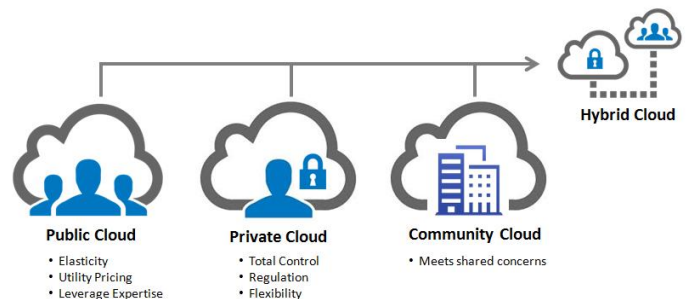 Hybrid Cloud
Public Cloud
• Elasticity
• Utility Pricing
• Leverage Expertise
Private Cloud
• Total Control
• Regulation
• Flexibility
Community Cloud
• Meets shared concerns